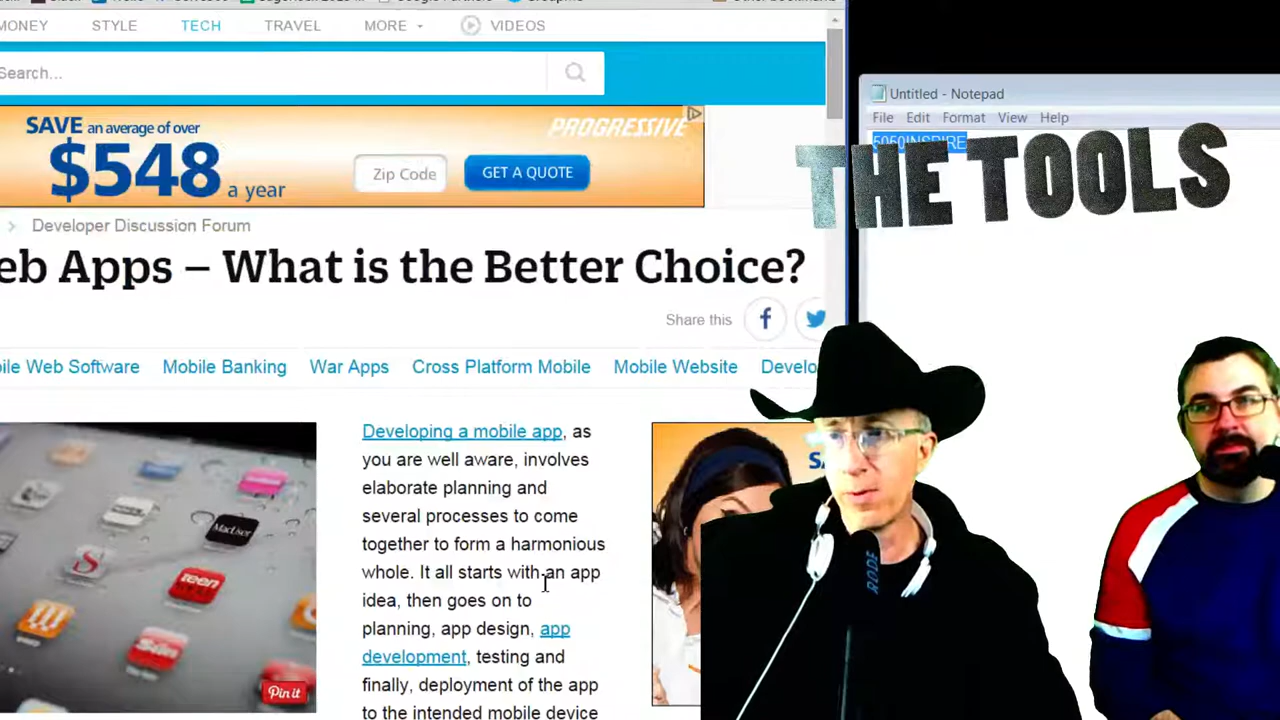 MONEY STYLE TECH TRAVEL MORE VIDEOS
Search...
SAVE an average of over
$548 a year
Zip Code
GET A QUOTE
PROGRESSIVE
Developer Discussion Forum
eb Apps – What is the Better Choice?
Share this
ile Web Software Mobile Banking War Apps Cross Platform Mobile Mobile Website Develo
Developing a mobile app, as
you are well aware, involves
elaborate planning and
several processes to come
together to form a harmonious
whole. It all starts with an app
idea, then goes on to
planning, app design, app
development, testing and
finally, deployment of the app
to the intended mobile device
MacUser
teen
Sun
Pin it
Untitled - Notepad
File Edit Format View Help
5050INSPIRE
THE TOOLS
RODE